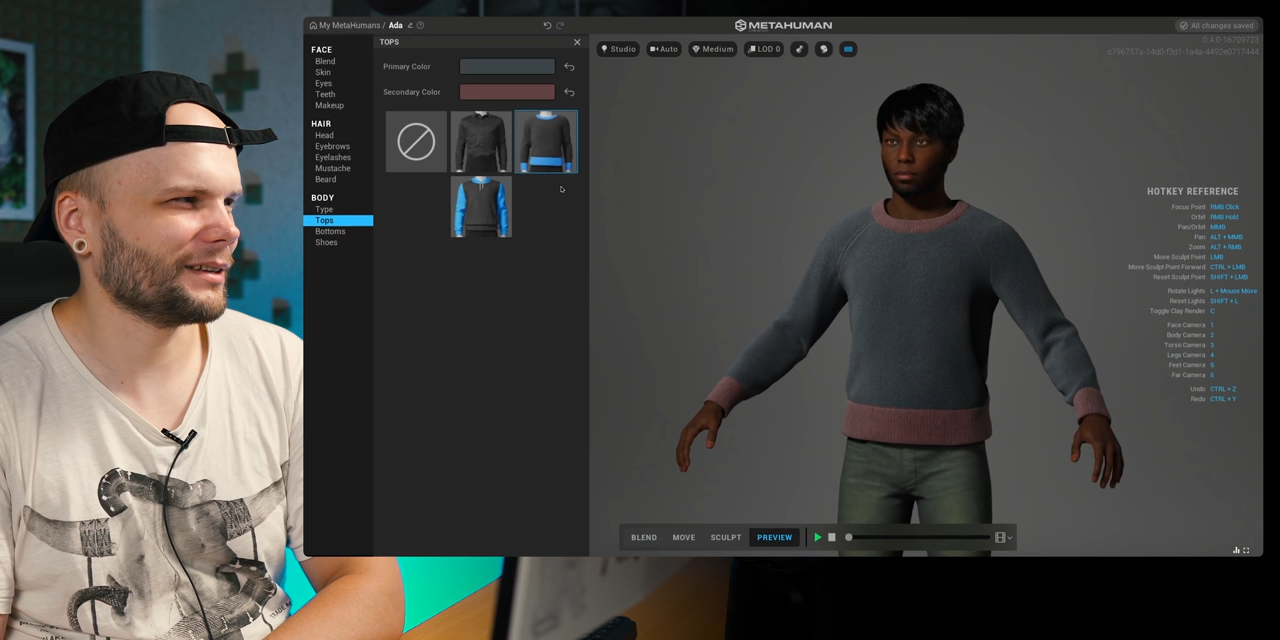 My MetaHumans / Ada
METAHUMAN
All changes saved
FACE
Blend
Skin
Eyes
Teeth
Makeup
HAIR
Head
Eyebrows
Eyelashes
Mustache
Beard
BODY
Type
Tops
Bottoms
Shoes
TOPS
Primary Color
Secondary Color
Studio
Auto
Medium
LOD 0
0.4.0-16709723
HOTKEY REFERENCE
Focus Point RMB Click
Orbit RMB Hold
Pan/Orbit MMB
Pan ALT + MMB
Zoom ALT + RMB
Move Sculpt Point LMB
Move Sculpt Point Forward CTRL + LMB
Reset Sculpt Point SHIFT + LMB
Rotate Lights L + Mouse Move
Reset Lights SHIFT + L
Toggle Clay Render C
Face Camera 1
Body Camera 2
Torso Camera 3
Legs Camera 4
Feet Camera 5
Far Camera 6
Undo CTRL + Z
Redo CTRL + Y
BLEND
MOVE
SCULPT
PREVIEW